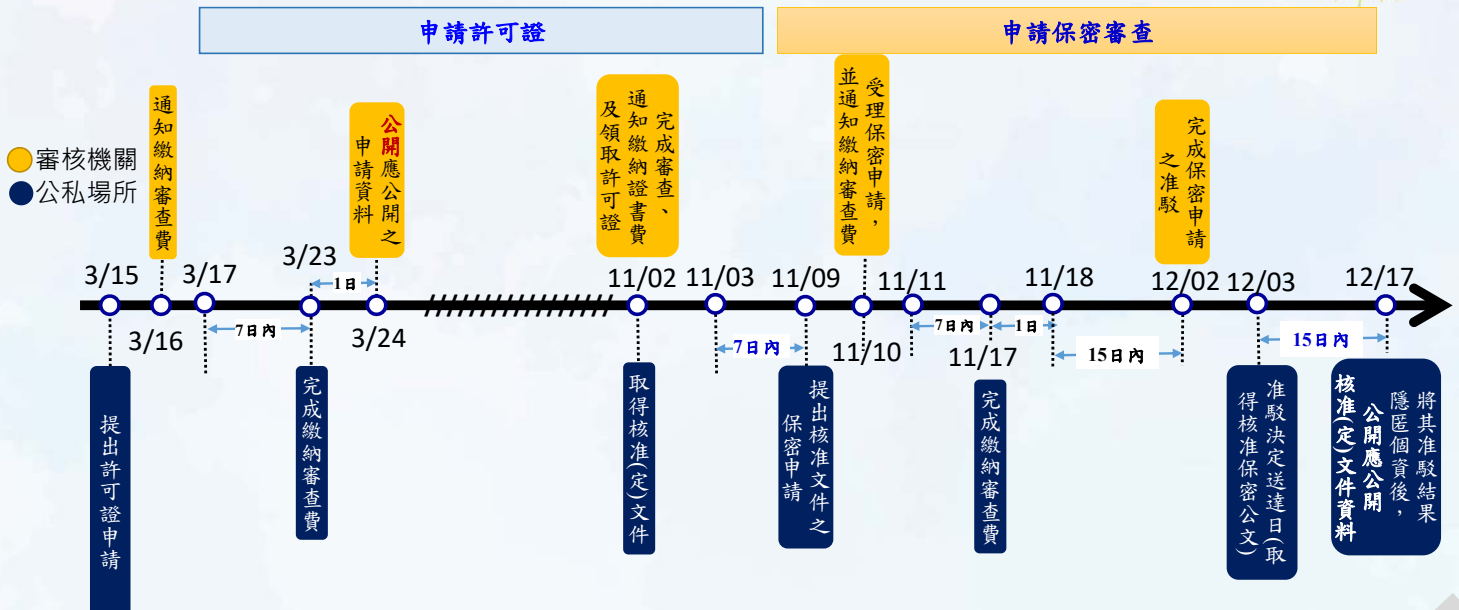 申請許可證
申請保密審查
審核機關
公私場所
通知繳納審查費
公開應公開之
申請資料
完成審查、
通知繳納證書費
及領取許可證
受理保密申請，
並通知繳納審查費
完成保密申請
之准駁
3/15
3/16
3/17
3/23
3/24
11/02
11/03
11/09
11/10
11/11
11/17
11/18
12/02
12/03
12/17
7日內
1日
7日內
7日內
1日
15日內
15日內
提出許可證申請
完成繳納審查費
取得核准(定)文件
提出核准文件之
保密申請
完成繳納審查費
准駁決定送達日(取
得核准保密公文)
將其准駁結果
隱匿個資後，
公開應公開
核准(定)文件資料